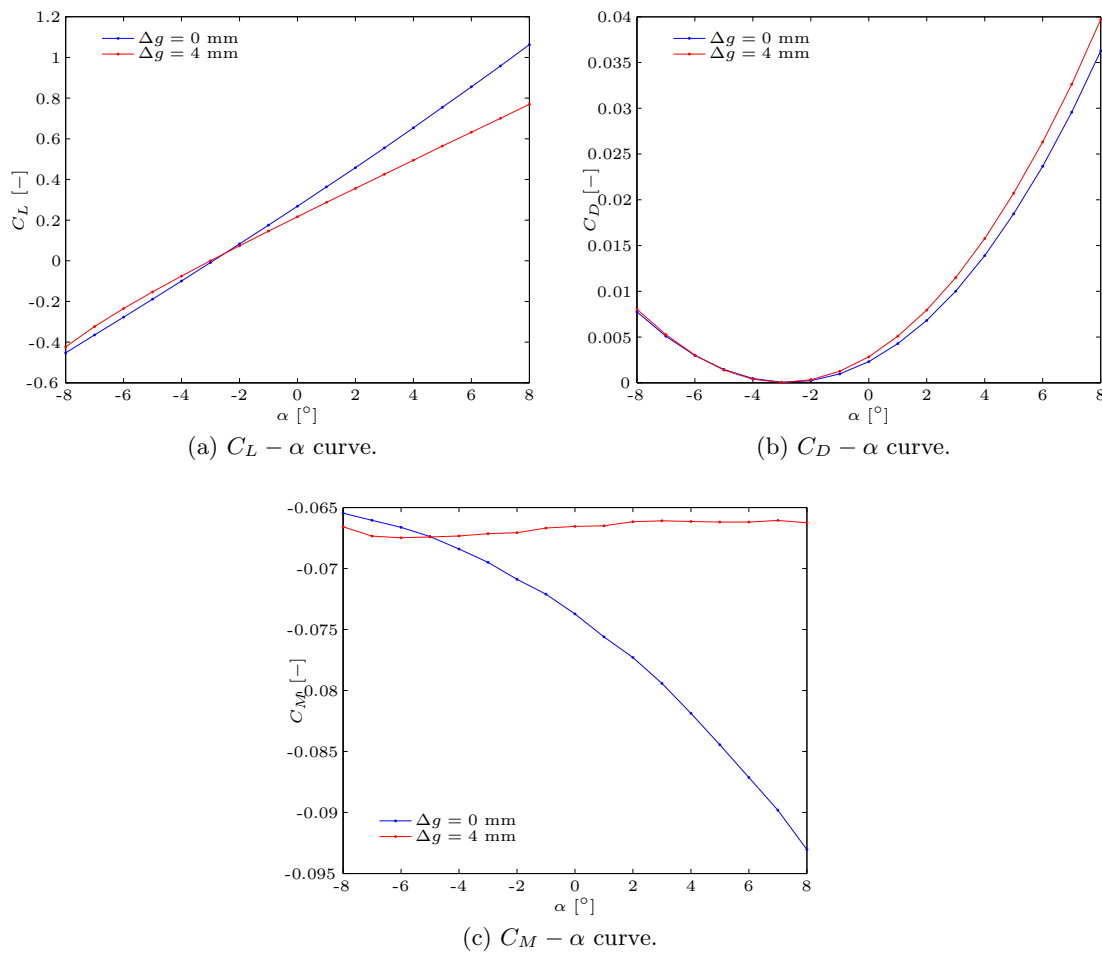 1.2
1
0.8
0.6
0.4
0.2
0
-0.2
-0.4
-0.6
C_L [−]
Δg = 0 mm
Δg = 4 mm
-8 -6 -4 -2 0 2 4 6 8
α [°]
(a) C_L − α curve.
0.04
0.035
0.03
0.025
0.02
0.015
0.01
0.005
0
C_D [−]
Δg = 0 mm
Δg = 4 mm
-8 -6 -4 -2 0 2 4 6 8
α [°]
(b) C_D − α curve.
-0.065
-0.07
-0.075
-0.08
-0.085
-0.09
-0.095
C_M [−]
Δg = 0 mm
Δg = 4 mm
-8 -6 -4 -2 0 2 4 6 8
α [°]
(c) C_M − α curve.